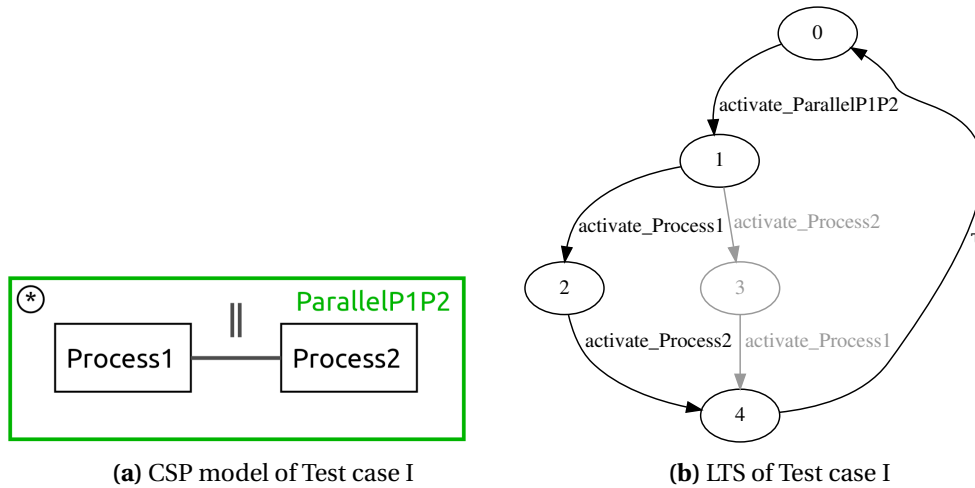 0
activate_ParallelP1P2
1
activate_Process1 activate_Process2
2 3
activate_Process2 activate_Process1
4
* ParallelP1P2
||
Process1 Process2
(a) CSP model of Test case I
(b) LTS of Test case I